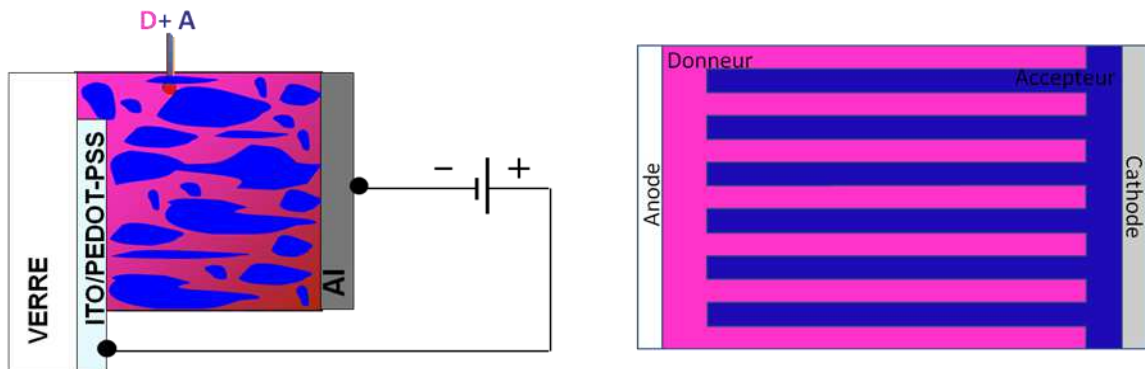 D+ A
VERRE
ITO/PEDOT-PSS
Al
− +
Donneur
Accepteur
Anode
Cathode